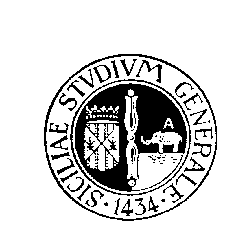 SICILIAE STVDIVM GENERALE
· 1434 ·
A